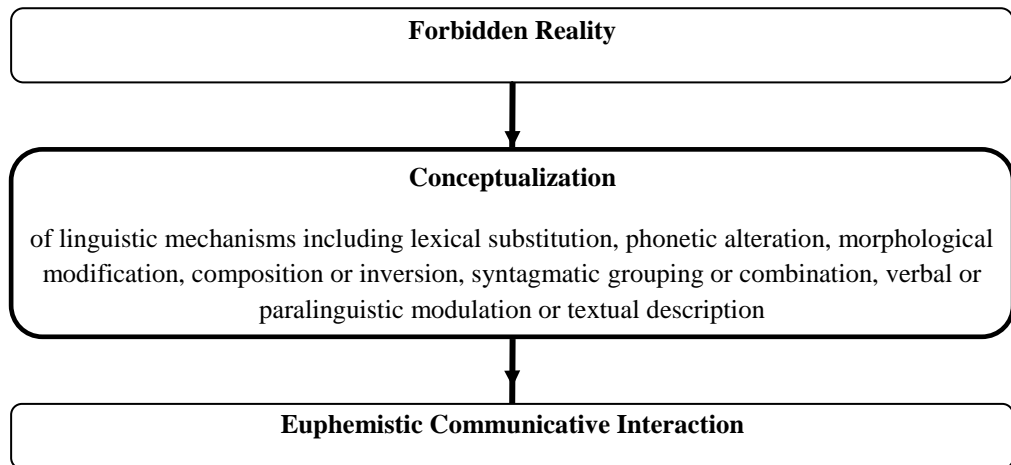 Forbidden Reality
Conceptualization
of linguistic mechanisms including lexical substitution, phonetic alteration, morphological
modification, composition or inversion, syntagmatic grouping or combination, verbal or
paralinguistic modulation or textual description
Euphemistic Communicative Interaction